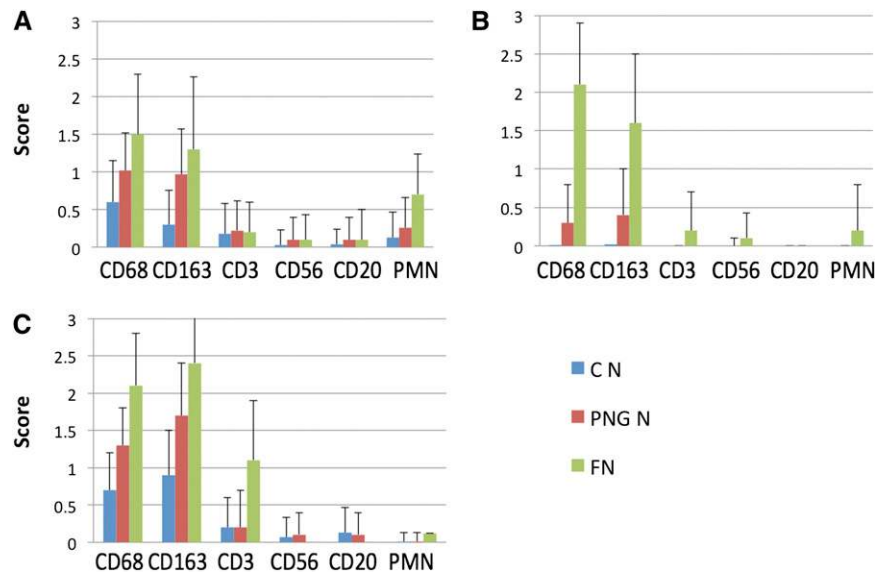 A
3
2.5
2
1.5
1
0.5
0
Score
CD68 CD163 CD3 CD56 CD20 PMN
B
3
2.5
2
1.5
1
0.5
0
CD68 CD163 CD3 CD56 CD20 PMN
C
3
2.5
2
1.5
1
0.5
0
Score
CD68 CD163 CD3 CD56 CD20 PMN
C N
PNG N
FN